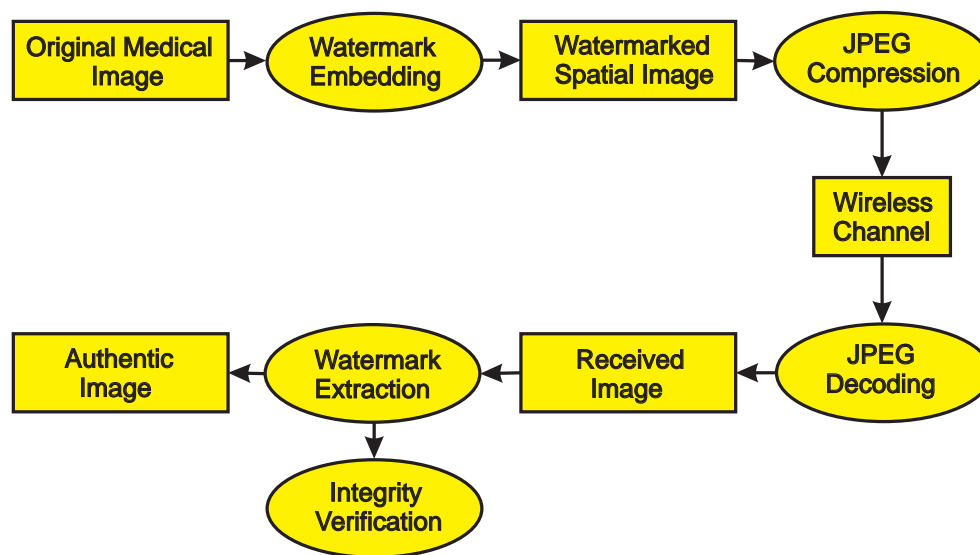 Original Medical
Image
Watermark
Embedding
Watermarked
Spatial Image
JPEG
Compression
Wireless
Channel
JPEG
Decoding
Received
Image
Watermark
Extraction
Authentic
Image
Integrity
Verification